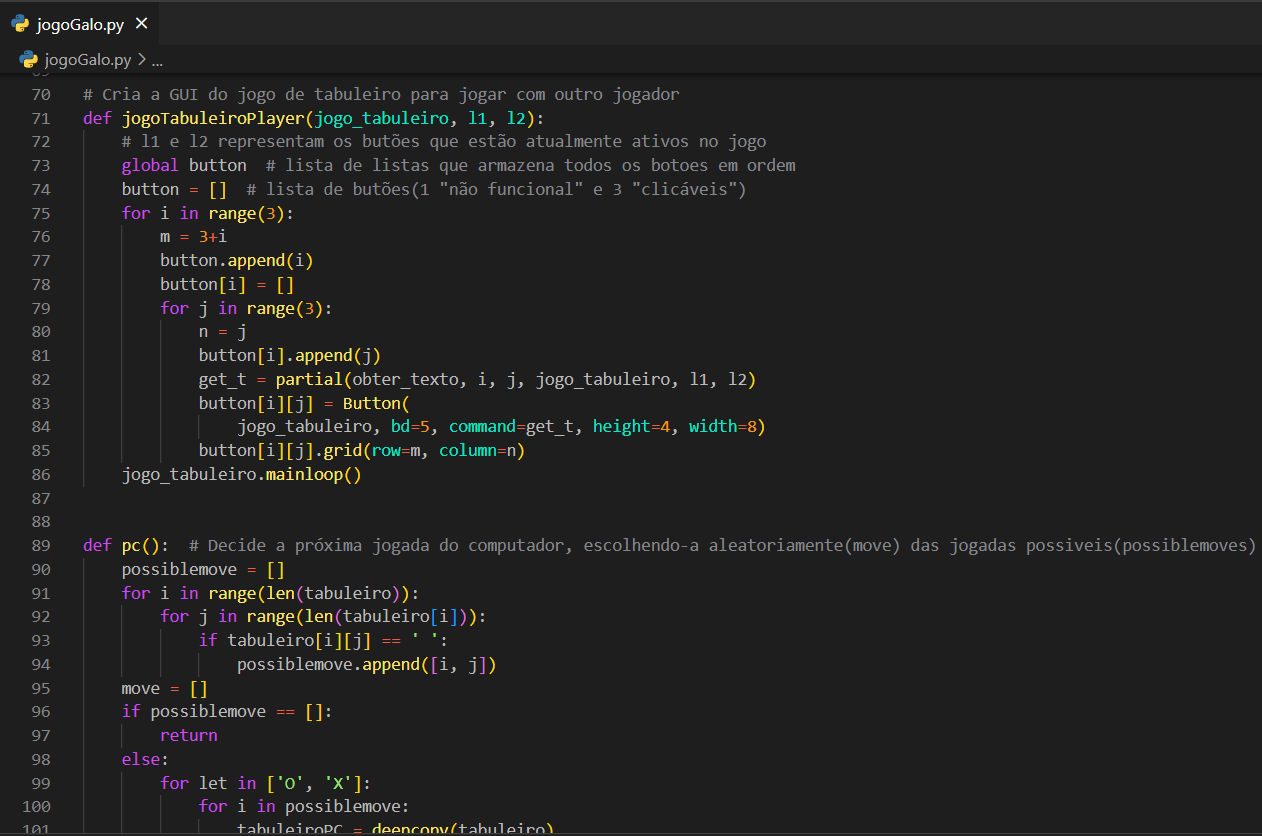 jogoGalo.py ×
jogoGalo.py > ...
70 # Cria a GUI do jogo de tabuleiro para jogar com outro jogador
71 def jogoTabuleiroPlayer(jogo_tabuleiro, l1, l2):
72     # l1 e l2 representam os butões que estão atualmente ativos no jogo
73     global button  # lista de listas que armazena todos os botoes em ordem
74     button = []  # lista de butões(1 "não funcional" e 3 "clicáveis")
75     for i in range(3):
76         m = 3+i
77         button.append(i)
78         button[i] = []
79         for j in range(3):
80             n = j
81             button[i].append(j)
82             get_t = partial(obter_texto, i, j, jogo_tabuleiro, l1, l2)
83             button[i][j] = Button(
84                 jogo_tabuleiro, bd=5, command=get_t, height=4, width=8)
85             button[i][j].grid(row=m, column=n)
86     jogo_tabuleiro.mainloop()
87
88
89 def pc():  # Decide a próxima jogada do computador, escolhendo-a aleatoriamente(move) das jogadas possiveis(possiblemoves)
90     possiblemove = []
91     for i in range(len(tabuleiro)):
92         for j in range(len(tabuleiro[i])):
93             if tabuleiro[i][j] == ' ':
94                 possiblemove.append([i, j])
95     move = []
96     if possiblemove == []:
97         return
98     else:
99         for let in ['O', 'X']:
100             for i in possiblemove:
101                 tabuleiroPC = deepcopy(tabuleiro)